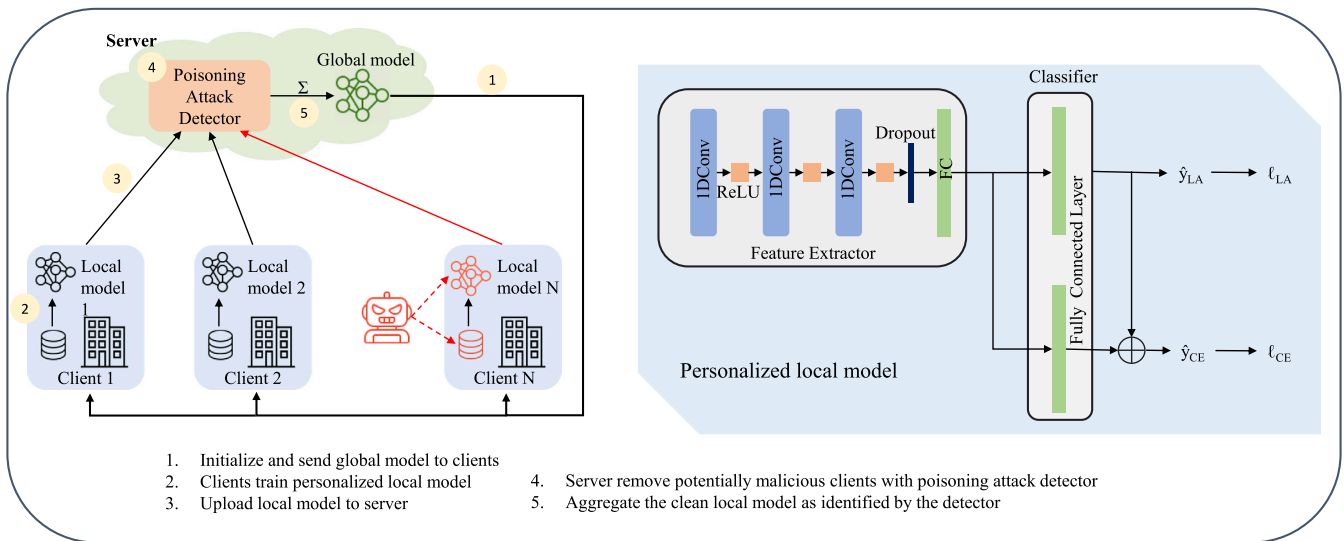 Server
4
Poisoning
Attack
Detector
Σ
5
Global model
1
3
2
Local
model
1
Client 1
Local
model 2
Client 2
Local
model N
Client N
1DConv
ReLU
1DConv
1DConv
Dropout
FC
Feature Extractor
Classifier
Fully Connected Layer
ŷLA
ℓLA
ŷCE
ℓCE
Personalized local model
1. Initialize and send global model to clients
2. Clients train personalized local model
3. Upload local model to server
4. Server remove potentially malicious clients with poisoning attack detector
5. Aggregate the clean local model as identified by the detector